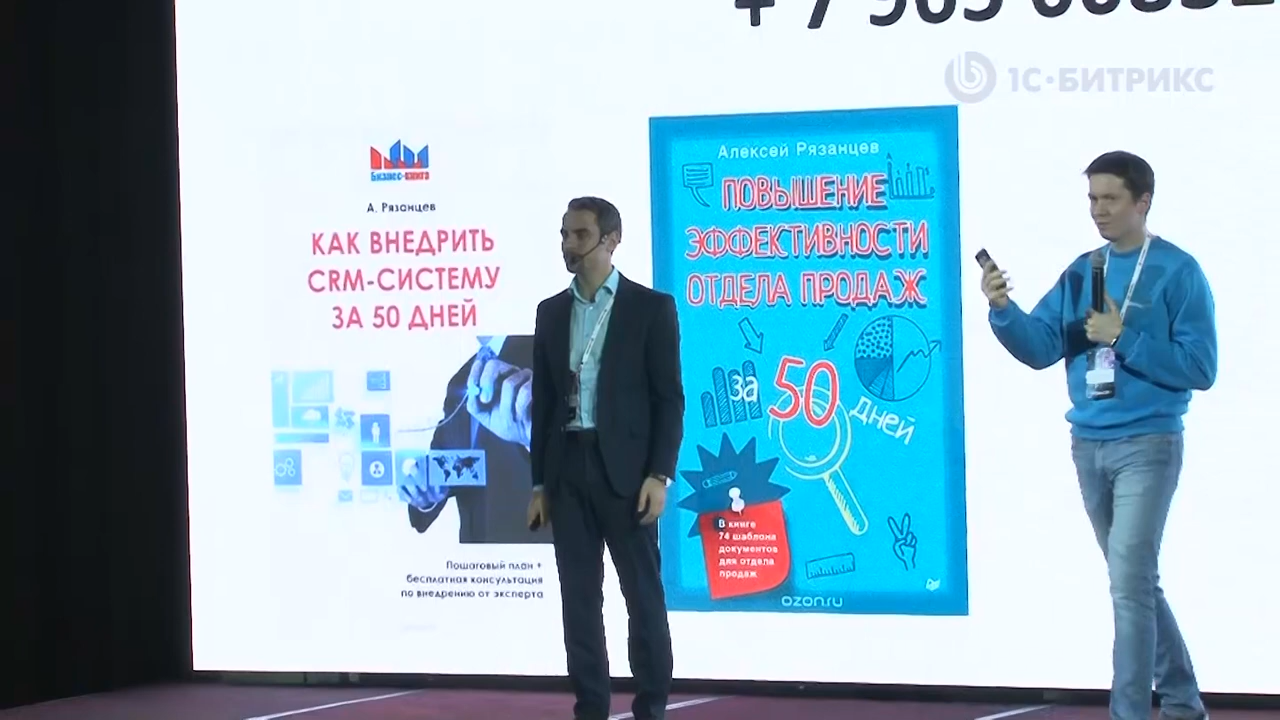 1С·БИТРИКС
Бизнес-книга
А. Рязанцев
КАК ВНЕДРИТЬ
CRM-СИСТЕМУ
ЗА 50 ДНЕЙ
Пошаговый план +
бесплатная консультация
по внедрению от эксперта
Алексей Рязанцев
ПОВЫШЕНИЕ
ЭФФЕКТИВНОСТИ
ОТДЕЛА ПРОДАЖ
за 50 дней
В книге
74 шаблона
документов
для отдела
продаж
ozon.ru